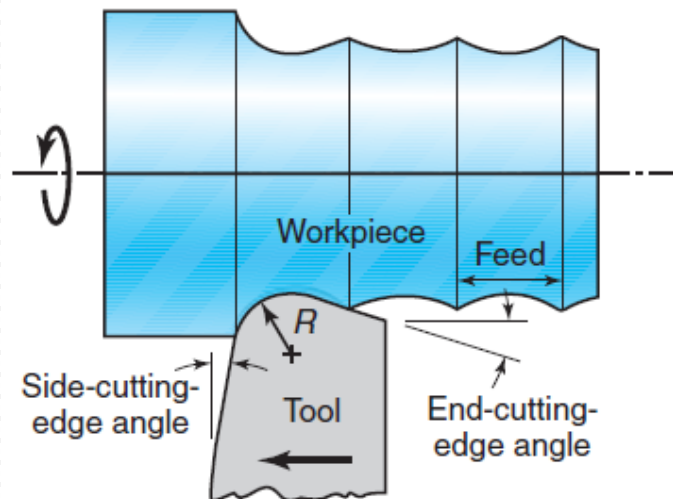 Workpiece
Feed
R
Side-cutting-
edge angle
Tool
End-cutting-
edge angle